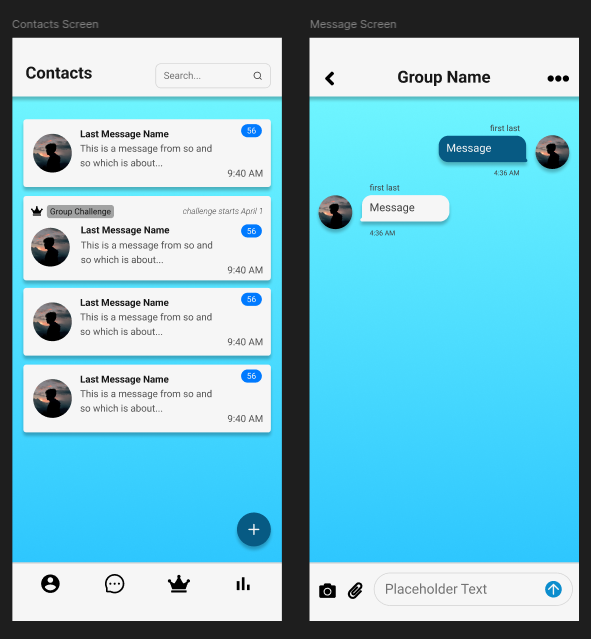 Contacts Screen
Contacts
Search...
Last Message Name
56
This is a message from so and
so which is about...
9:40 AM
Group Challenge
challenge starts April 1
Last Message Name
56
This is a message from so and
so which is about...
9:40 AM
Last Message Name
56
This is a message from so and
so which is about...
9:40 AM
Last Message Name
56
This is a message from so and
so which is about...
9:40 AM
Message Screen
Group Name
first last
Message
4:36 AM
first last
Message
4:36 AM
Placeholder Text